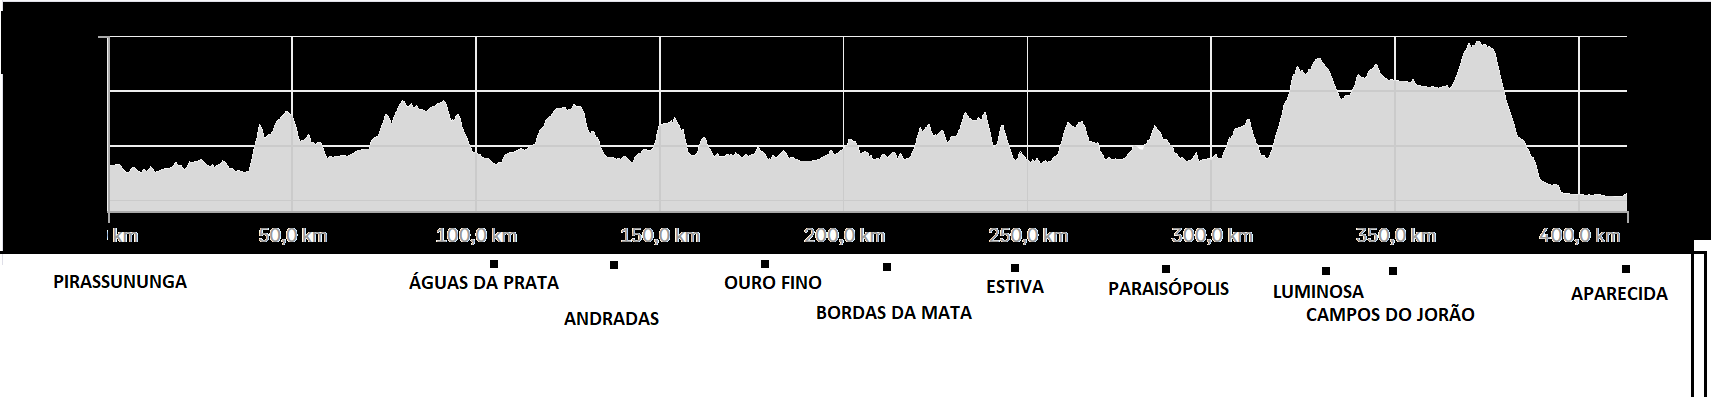 km 50,0 km 100,0 km 150,0 km 200,0 km 250,0 km 300,0 km 350,0 km 400,0 km
PIRASSUNUNGA ÁGUAS DA PRATA OURO FINO ESTIVA PARAISÓPOLIS LUMINOSA APARECIDA
ANDRADAS BORDAS DA MATA CAMPOS DO JORÃO